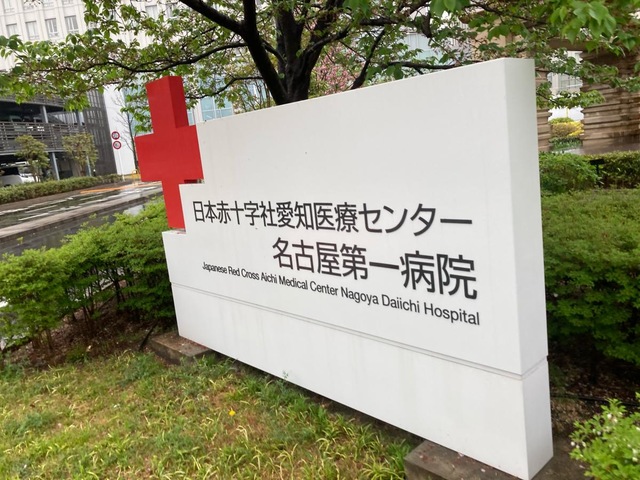 日本赤十字社愛知医療センター
名古屋第一病院
Japanese Red Cross Aichi Medical Center Nagoya Daiichi Hospital